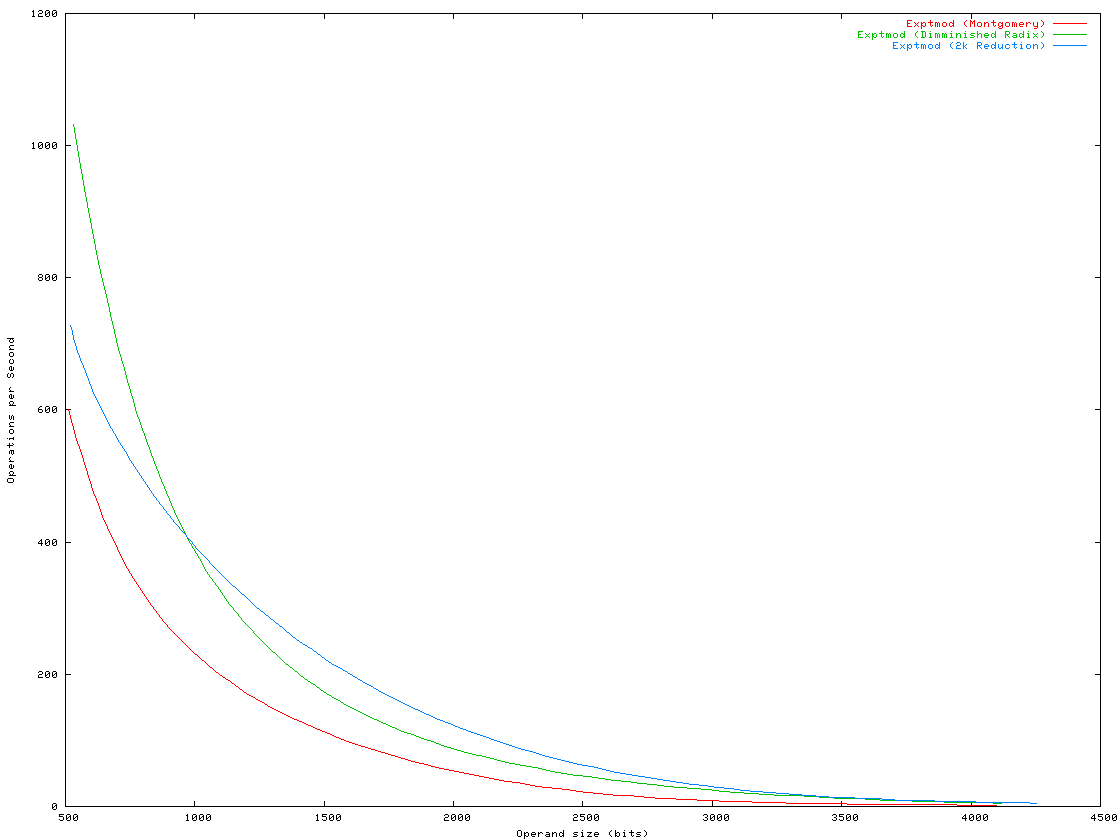 1200
Exptmod (Montgomery)
Exptmod (Dimminished Radix)
Exptmod (2k Reduction)
1000
800
600
400
200
0
Operations per Second
500 1000 1500 2000 2500 3000 3500 4000 4500
Operand size (bits)